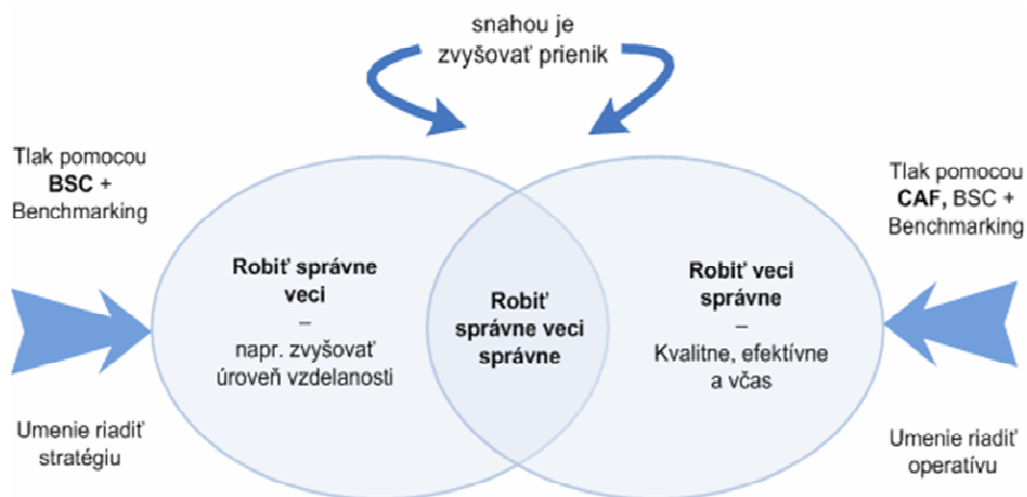 snahou je
zvyšovať prienik
Tlak pomocou
BSC +
Benchmarking
Tlak pomocou
CAF, BSC +
Benchmarking
Robiť správne
veci
–
napr. zvyšovať
úroveň vzdelanosti
Robiť
správne veci
správne
Robiť veci
správne
–
Kvalitne, efektívne
a včas
Umenie riadiť
stratégiu
Umenie riadiť
operatívu